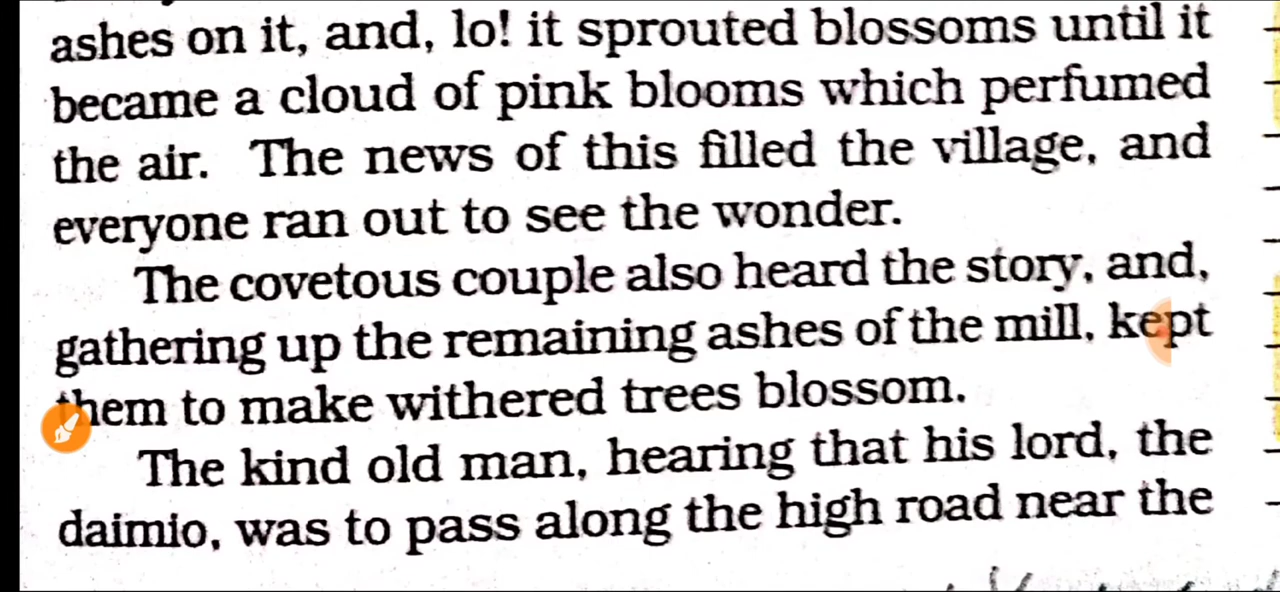 ashes on it, and, lo! it sprouted blossoms until it
became a cloud of pink blooms which perfumed
the air. The news of this filled the village, and
everyone ran out to see the wonder.
The covetous couple also heard the story, and,
gathering up the remaining ashes of the mill, kept
them to make withered trees blossom.
The kind old man, hearing that his lord, the
daimio, was to pass along the high road near the